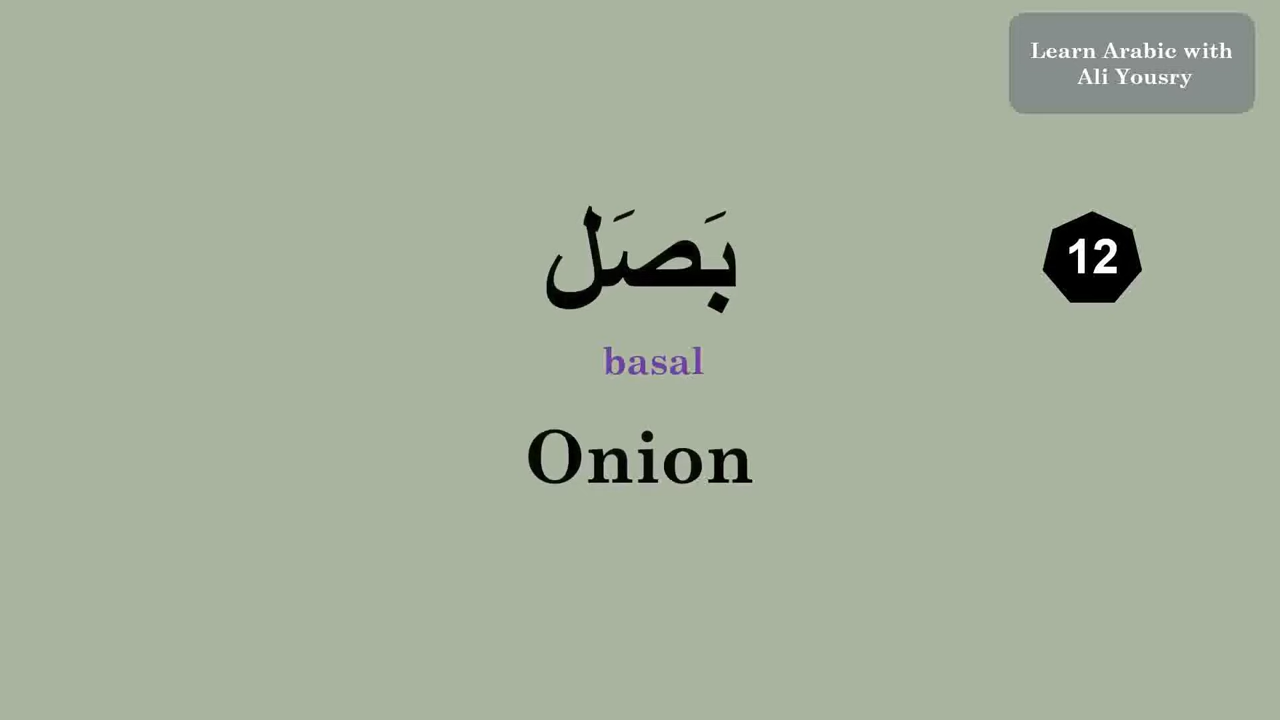 Learn Arabic with
Ali Yousry
بَصَل
12
basal
Onion